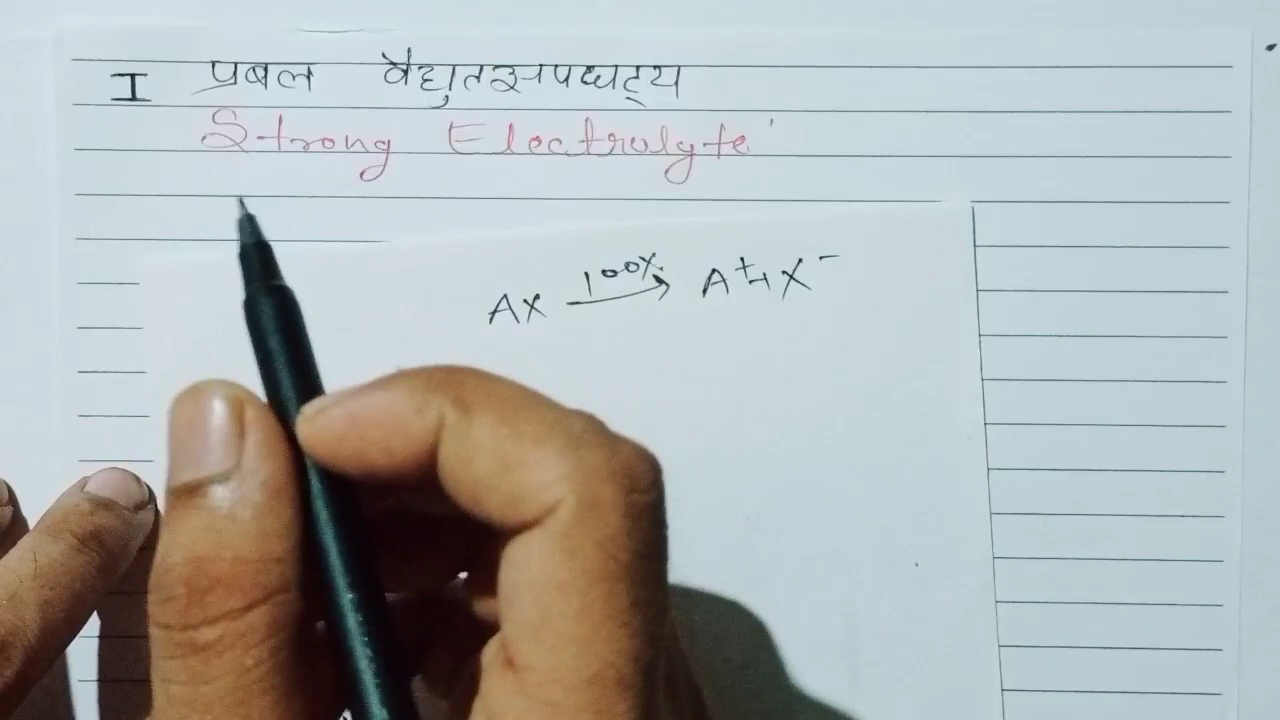 I प्रबल वैद्युतअपघट्य
Strong Electrolyte
AX 100% → A+ + X-